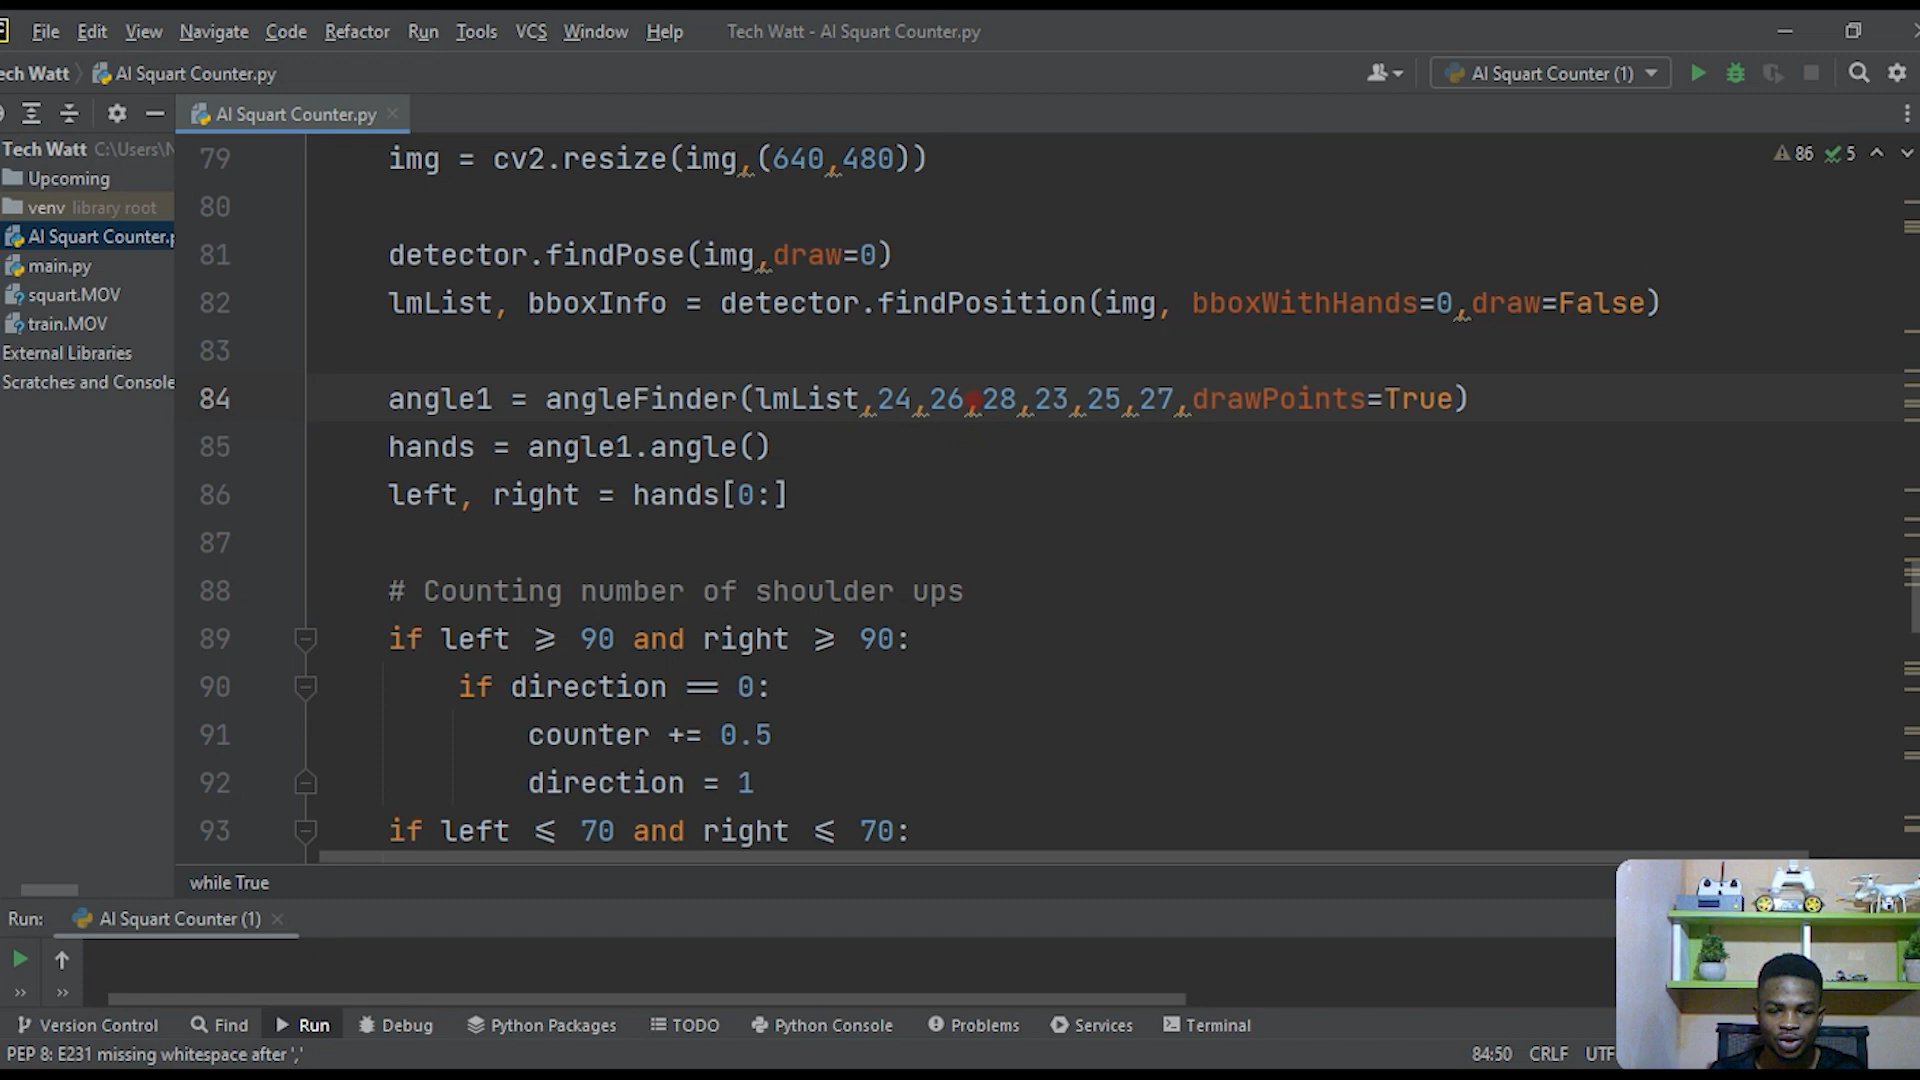 File Edit View Navigate Code Refactor Run Tools VCS Window Help Tech Watt - AI Squart Counter.py
Tech Watt AI Squart Counter.py AI Squart Counter (1)
AI Squart Counter.py
Tech Watt C:\Users\
Upcoming
venv library root
AI Squart Counter.
main.py
squart.MOV
train.MOV
External Libraries
Scratches and Console
86 5
79 img = cv2.resize(img,(640,480))
80
81 detector.findPose(img,draw=0)
82 lmList, bboxInfo = detector.findPosition(img, bboxWithHands=0,draw=False)
83
84 angle1 = angleFinder(lmList,24,26,28,23,25,27,drawPoints=True)
85 hands = angle1.angle()
86 left, right = hands[0:]
87
88 # Counting number of shoulder ups
89 if left >= 90 and right >= 90:
90 if direction == 0:
91 counter += 0.5
92 direction = 1
93 if left <= 70 and right <= 70:
while True
Run: AI Squart Counter (1)
Version Control Find Run Debug Python Packages TODO Python Console Problems Services Terminal
PEP 8: E231 missing whitespace after ',' 84:50 CRLF UTF